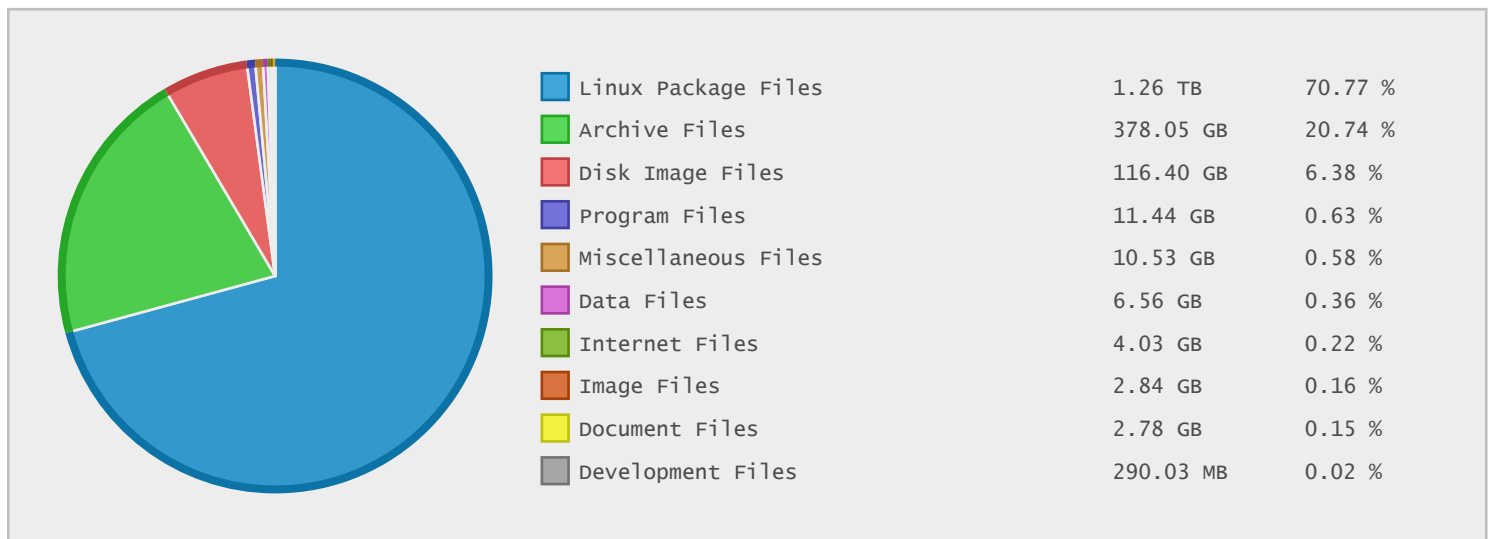 Linux Package Files 1.26 TB 70.77 %
Archive Files 378.05 GB 20.74 %
Disk Image Files 116.40 GB 6.38 %
Program Files 11.44 GB 0.63 %
Miscellaneous Files 10.53 GB 0.58 %
Data Files 6.56 GB 0.36 %
Internet Files 4.03 GB 0.22 %
Image Files 2.84 GB 0.16 %
Document Files 2.78 GB 0.15 %
Development Files 290.03 MB 0.02 %